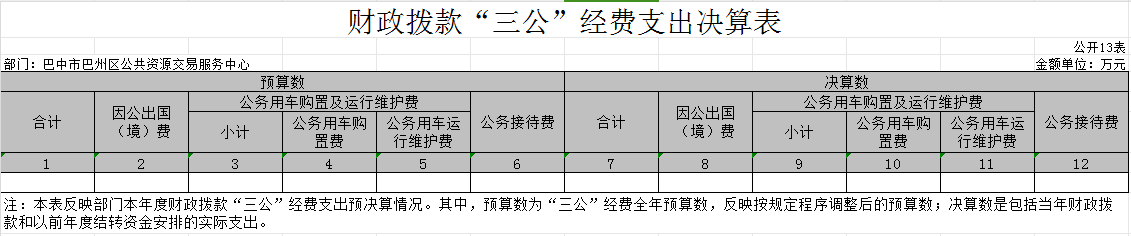 财政拨款“三公”经费支出决算表
公开13表
部门：巴中市巴州区公共资源交易服务中心 金额单位：万元
预算数 决算数
合计 因公出国（境）费 公务用车购置及运行维护费 公务接待费 合计 因公出国（境）费 公务用车购置及运行维护费 公务接待费
小计 公务用车购置费 公务用车运行维护费 小计 公务用车购置费 公务用车运行维护费
1 2 3 4 5 6 7 8 9 10 11 12
注：本表反映部门本年度财政拨款“三公”经费支出预决算情况。其中，预算数为“三公”经费全年预算数，反映按规定程序调整后的预算数；决算数是包括当年财政拨
款和以前年度结转资金安排的实际支出。